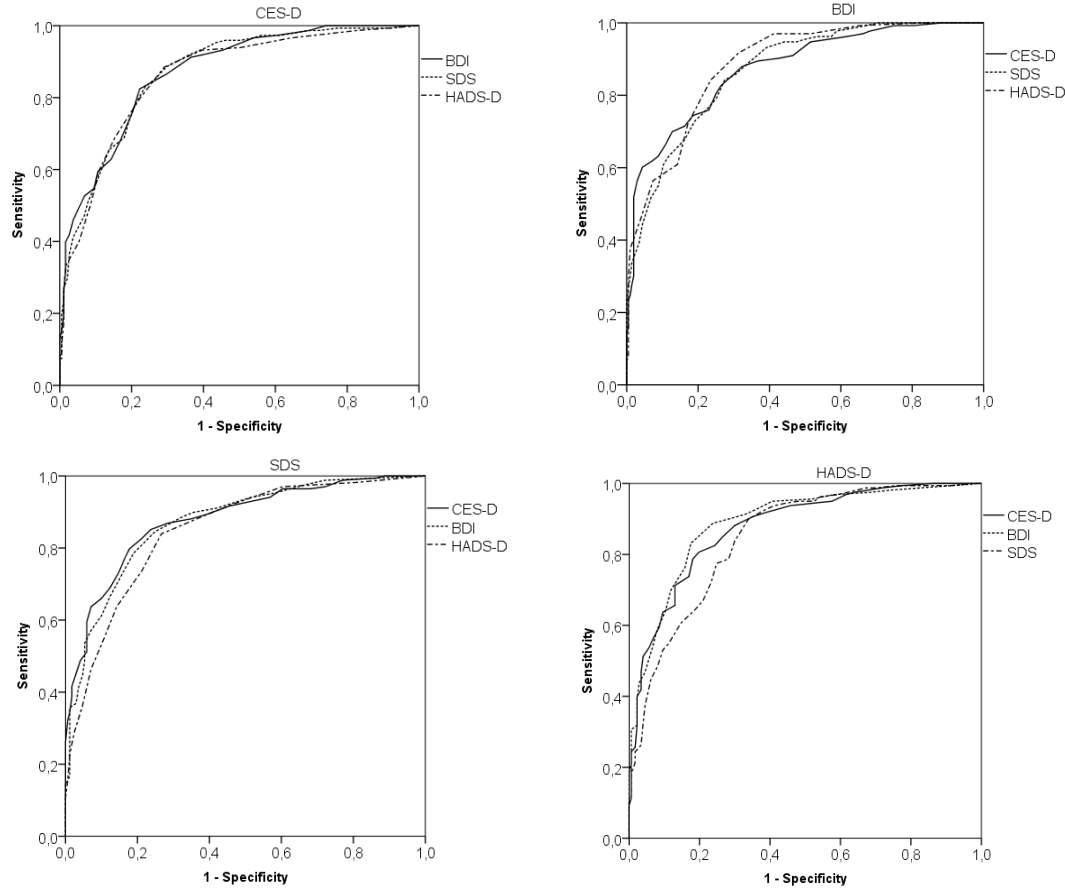 CES-D
1,0
0,8
0,6
0,4
0,2
0,0
Sensitivity
0,0 0,2 0,4 0,6 0,8 1,0
1 - Specificity
BDI
SDS
HADS-D
BDI
1,0
0,8
0,6
0,4
0,2
0,0
Sensitivity
0,0 0,2 0,4 0,6 0,8 1,0
1 - Specificity
CES-D
SDS
HADS-D
SDS
1,0
0,8
0,6
0,4
0,2
0,0
Sensitivity
0,0 0,2 0,4 0,6 0,8 1,0
1 - Specificity
CES-D
BDI
HADS-D
HADS-D
1,0
0,8
0,6
0,4
0,2
0,0
Sensitivity
0,0 0,2 0,4 0,6 0,8 1,0
1 - Specificity
CES-D
BDI
SDS